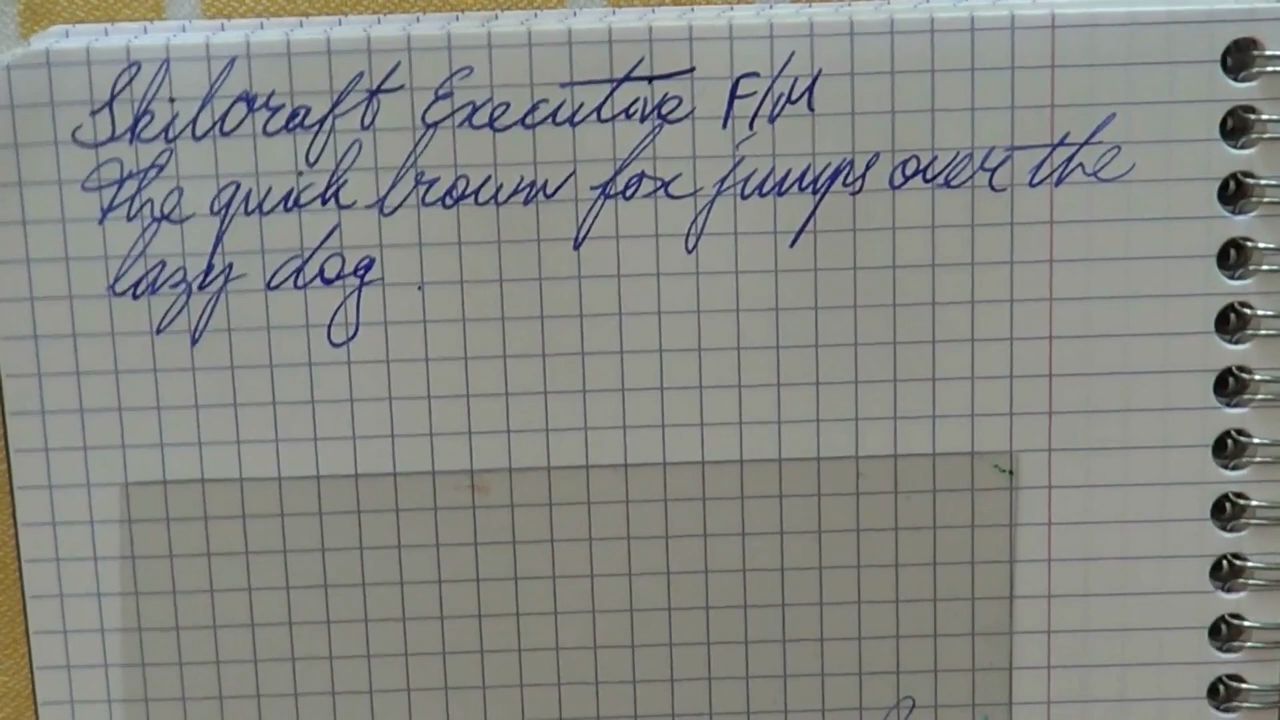 Skilcraft Executive F/M
The quick brown fox jumps over the
lazy dog.